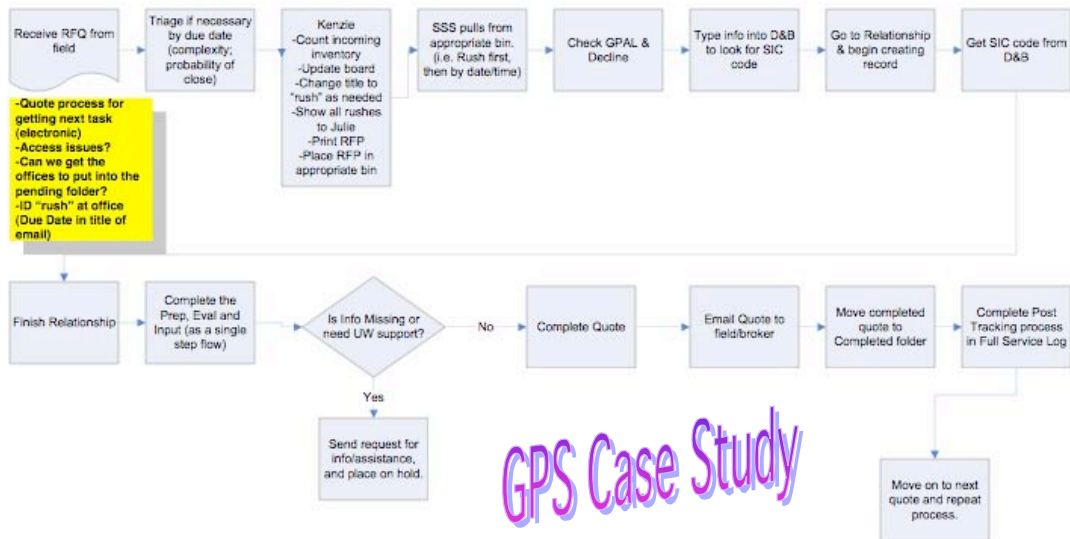 Receive RFQ from
field
Triage if necessary
by due date
(complexity;
probability of
close)
Kenzie
-Count incoming
inventory
-Update board
-Change title to
"rush" as needed
-Show all rushes
to Julie
-Print RFP
-Place RFP in
appropriate bin
SSS pulls from
appropriate bin.
(i.e. Rush first,
then by date/time)
Check GPAL &
Decline
Type info into D&B
to look for SIC
code
Go to Relationship
& begin creating
record
Get SIC code from
D&B
-Quote process for
getting next task
(electronic)
-Access issues?
-Can we get the
offices to put into the
pending folder?
-ID "rush" at office
(Due Date in title of
email)
Finish Relationship
Complete the
Prep, Eval and
Input (as a single
step flow)
Is Info Missing or
need UW support?
No
Complete Quote
Email Quote to
field/broker
Move completed
quote to
Completed folder
Complete Post
Tracking process
in Full Service Log
Yes
Send request for
info/assistance,
and place on hold.
GPS Case Study
Move on to next
quote and repeat
process.